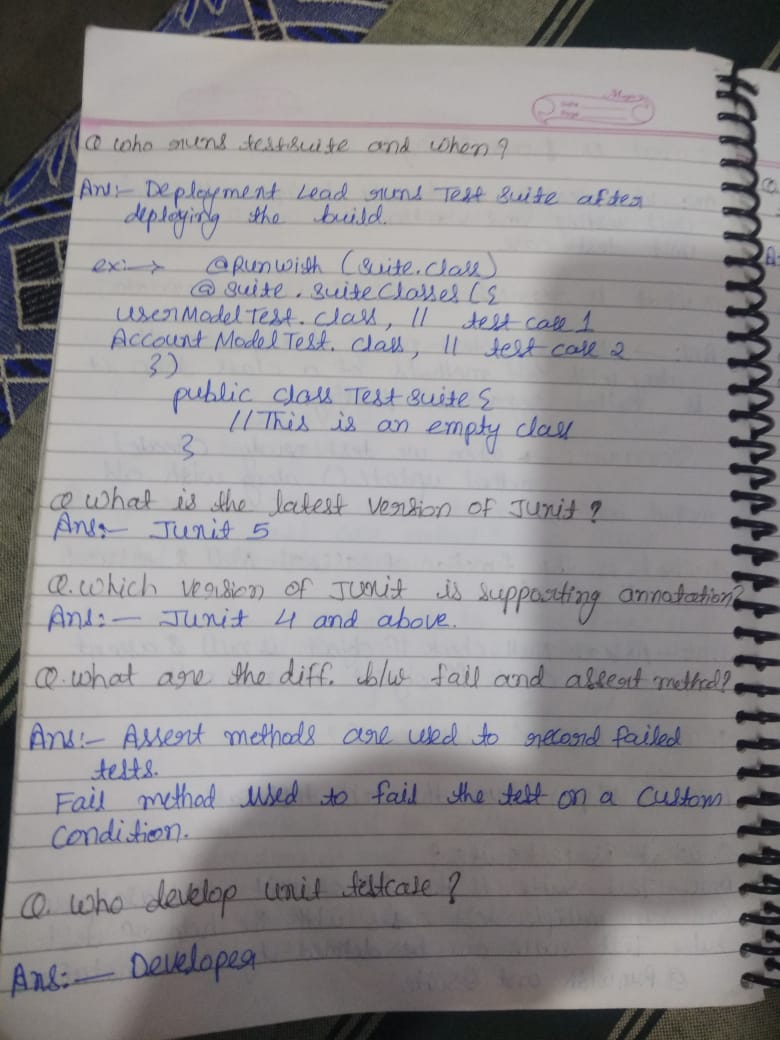 Q who runs testsuite and when?
Ans:- Deployment Lead runs Test Suite after
deploying the build.
ex:→ @RunWith (Suite.class)
@ Suite . SuiteClasses ({
UserModelTest. Class, // test case 1
Account Model Test. Class, // test case 2
})
public class Test Suite {
// This is an empty class
}
Q What is the latest version of Junit?
Ans:- Junit 5
Q. which version of JUnit is supporting annotation?
Ans:- Junit 4 and above.
Q. what are the diff. b/w fail and assert method?
Ans:- Assert methods are used to record failed
tests.
Fail method used to fail the test on a custom
Condition.
Q. who develop unit testcase?
Ans:- Developer